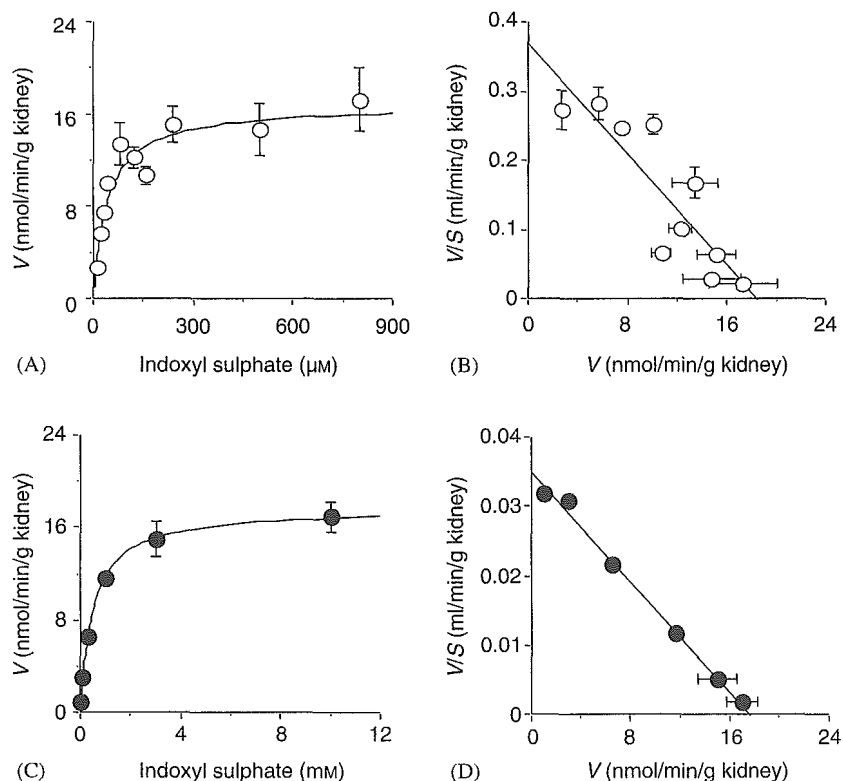 24
16
8
0
V (nmol/min/g kidney)
0 300 600 900
(A) Indoxyl sulphate (μM)
0.4
0.3
0.2
0.1
0
V/S (ml/min/g kidney)
0 8 16 24
(B) V (nmol/min/g kidney)
24
16
8
0
V (nmol/min/g kidney)
0 4 8 12
(C) Indoxyl sulphate (mM)
0.04
0.03
0.02
0.01
0
V/S (ml/min/g kidney)
0 8 16 24
(D) V (nmol/min/g kidney)